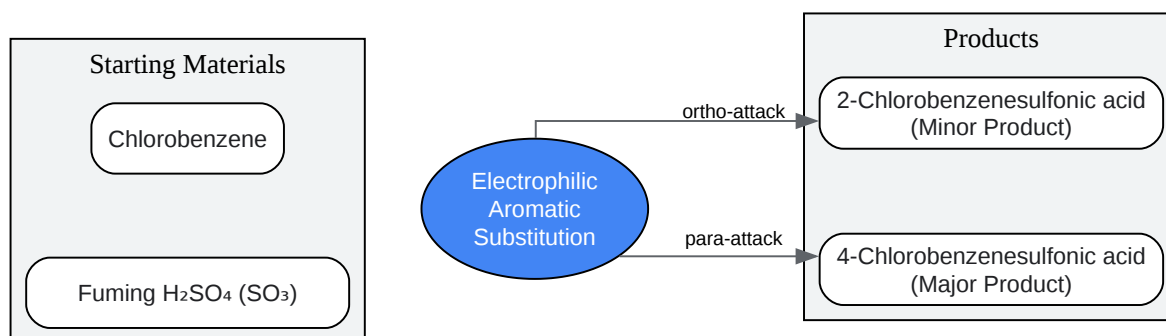 Starting Materials
Chlorobenzene
Fuming H₂SO₄ (SO₃)
Electrophilic
Aromatic
Substitution
ortho-attack
para-attack
Products
2-Chlorobenzenesulfonic acid
(Minor Product)
4-Chlorobenzenesulfonic acid
(Major Product)